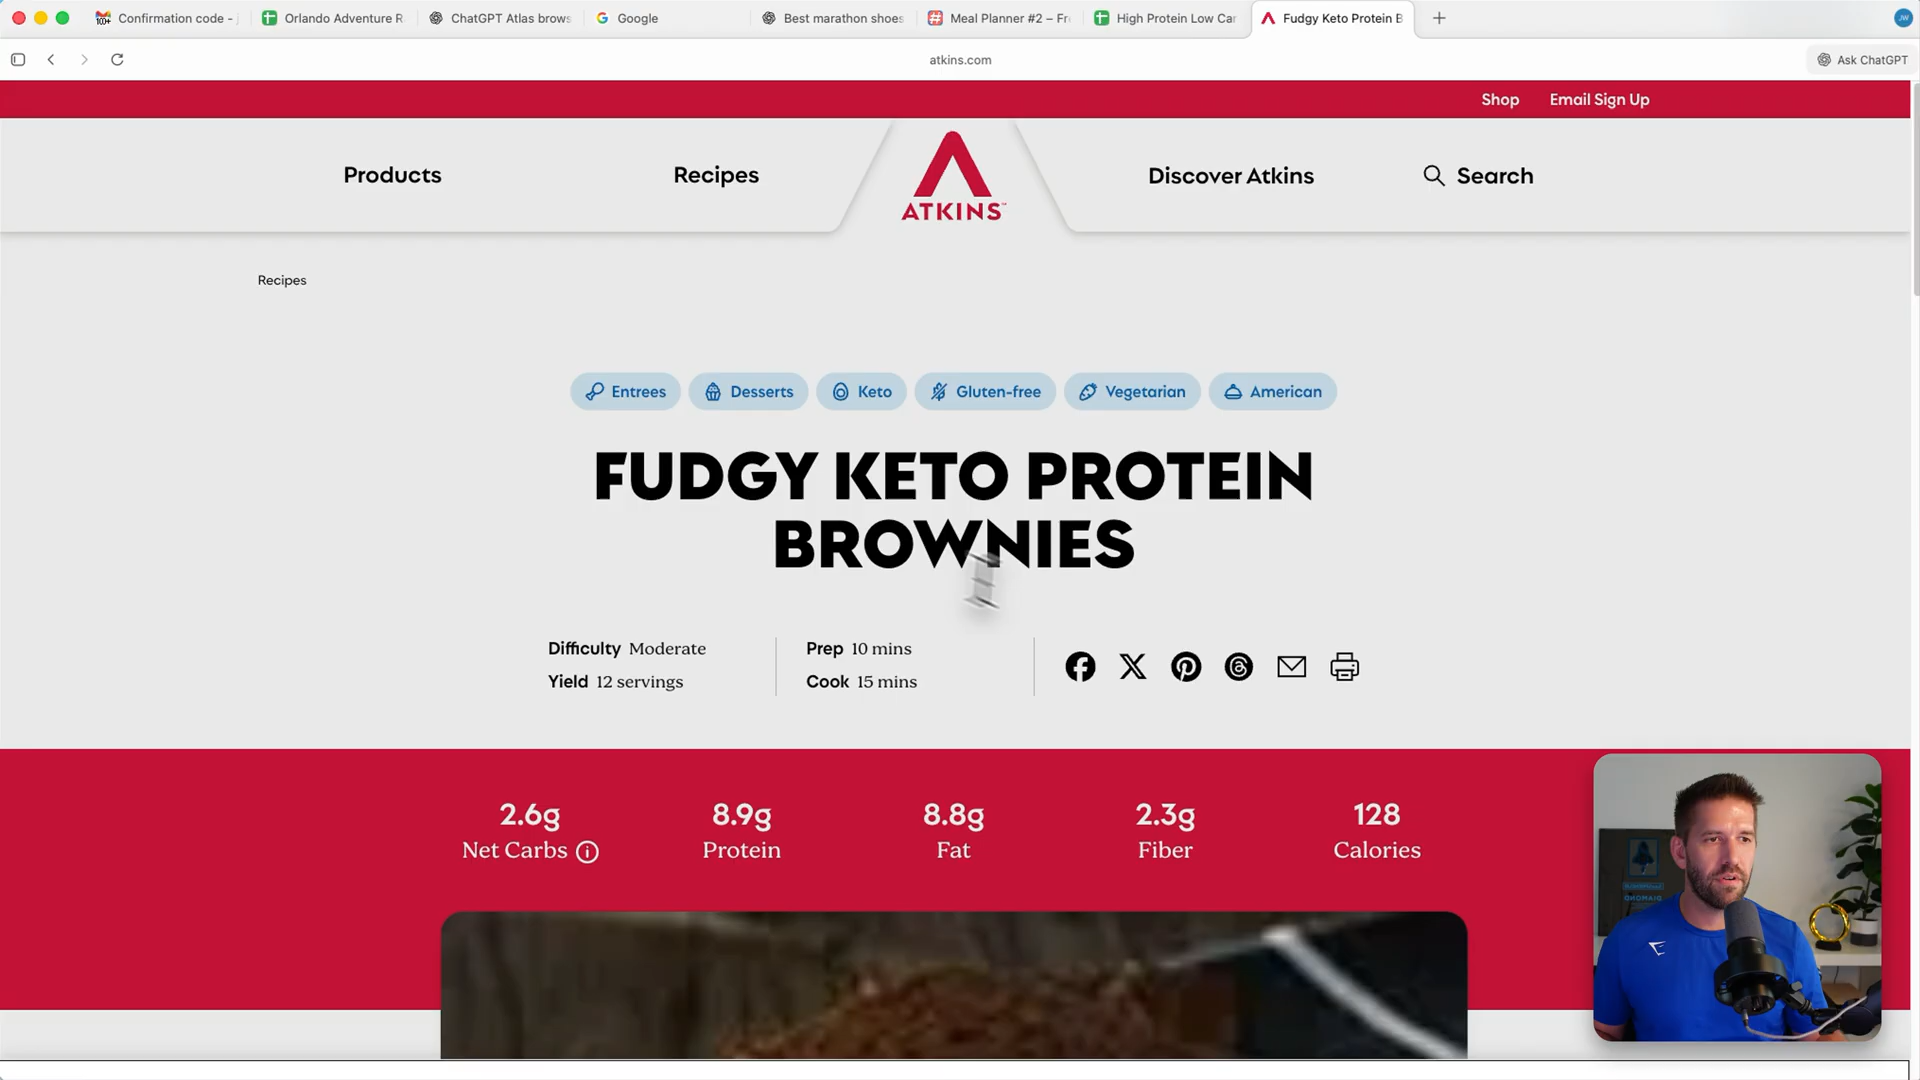 Confirmation code -
Orlando Adventure R
ChatGPT Atlas brows
Google
Best marathon shoes
Meal Planner #2 – Fr
High Protein Low Car
Fudgy Keto Protein B
JW
atkins.com
Ask ChatGPT
Shop
Email Sign Up
Products
Recipes
ATKINS
Discover Atkins
Search
Recipes
Entrees
Desserts
Keto
Gluten-free
Vegetarian
American
FUDGY KETO PROTEIN
BROWNIES
Difficulty Moderate
Prep 10 mins
Yield 12 servings
Cook 15 mins
2.6g
8.9g
8.8g
2.3g
128
Net Carbs
Protein
Fat
Fiber
Calories